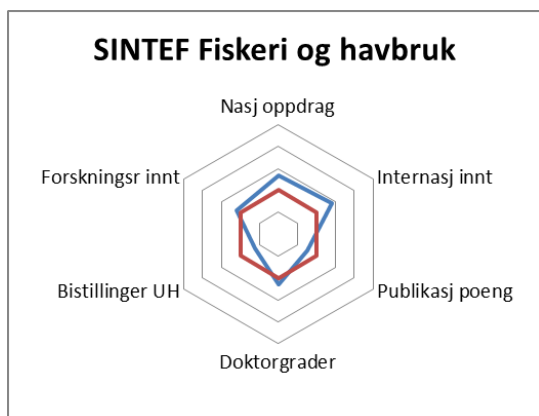 SINTEF Fiskeri og havbruk
Nasj oppdrag
Forskningsr innt
Internasj innt
Bistillinger UH
Publikasj poeng
Doktorgrader